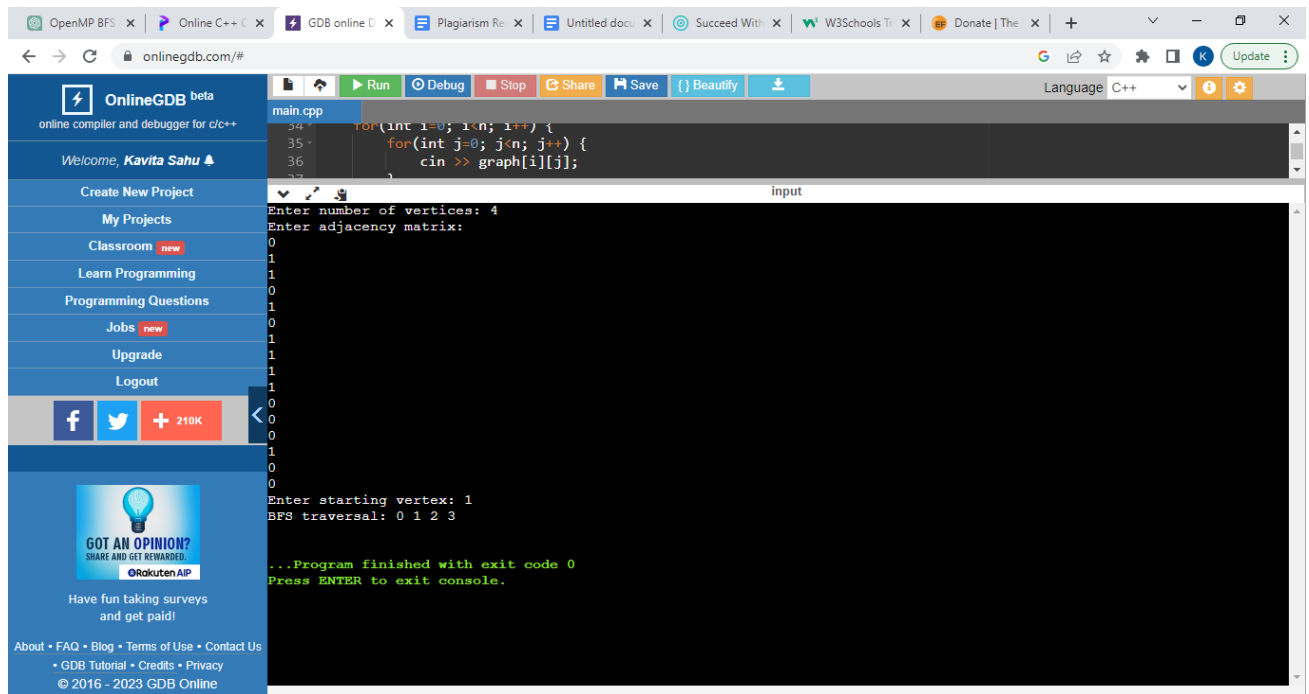 OpenMP BFS
Online C++ C
GDB online D
Plagiarism Re
Untitled docu
Succeed With
W3Schools Tr
Donate | The
onlinegdb.com/#
K
Update
OnlineGDB beta
online compiler and debugger for c/c++
Welcome, Kavita Sahu
Create New Project
My Projects
Classroom new
Learn Programming
Programming Questions
Jobs new
Upgrade
Logout
210K
GOT AN OPINION?
SHARE AND GET REWARDED.
Rakuten AIP
Have fun taking surveys
and get paid!
About • FAQ • Blog • Terms of Use • Contact Us
• GDB Tutorial • Credits • Privacy
© 2016 - 2023 GDB Online
Run Debug Stop Share Save { } Beautify
Language C++
main.cpp
34 for(int i=0; i<n; i++) {
35 for(int j=0; j<n; j++) {
36 cin >> graph[i][j];
37 }
input
Enter number of vertices: 4
Enter adjacency matrix:
0
1
1
0
1
0
1
1
1
1
0
0
0
1
0
0
Enter starting vertex: 1
BFS traversal: 0 1 2 3
...Program finished with exit code 0
Press ENTER to exit console.